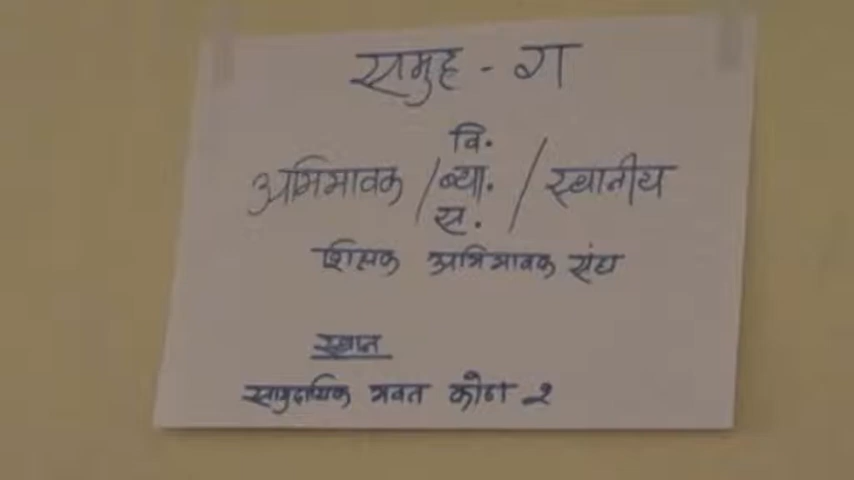 समुह - ग
अभिभावक / वि. ब्या. स. / स्थानीय
शिक्षक अभिभावक संघ
स्थान
सामुदायिक भवन कोठा २